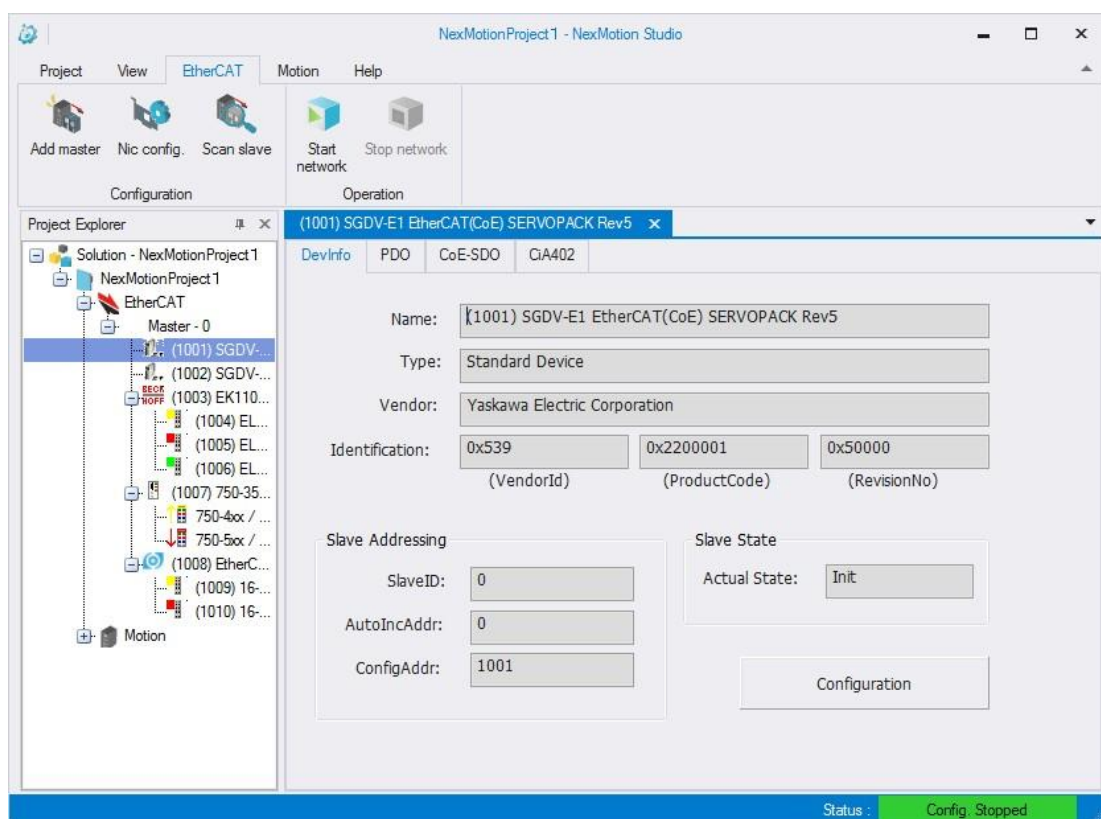 NexMotionProject1 - NexMotion Studio
Project View EtherCAT Motion Help
Add master Nic config. Scan slave Start network Stop network
Configuration Operation
Project Explorer
Solution - NexMotionProject1
NexMotionProject1
EtherCAT
Master - 0
(1001) SGDV-...
(1002) SGDV-...
BECK
HOFF
(1003) EK110...
(1004) EL...
(1005) EL...
(1006) EL...
(1007) 750-35...
750-4xx / ...
750-5xx / ...
(1008) EtherC...
(1009) 16-...
(1010) 16-...
Motion
(1001) SGDV-E1 EtherCAT(CoE) SERVOPACK Rev5
DevInfo PDO CoE-SDO CiA402
Name: (1001) SGDV-E1 EtherCAT(CoE) SERVOPACK Rev5
Type: Standard Device
Vendor: Yaskawa Electric Corporation
Identification: 0x539 0x2200001 0x50000
(VendorId) (ProductCode) (RevisionNo)
Slave Addressing
SlaveID: 0
AutoIncAddr: 0
ConfigAddr: 1001
Slave State
Actual State: Init
Configuration
Status : Config. Stopped